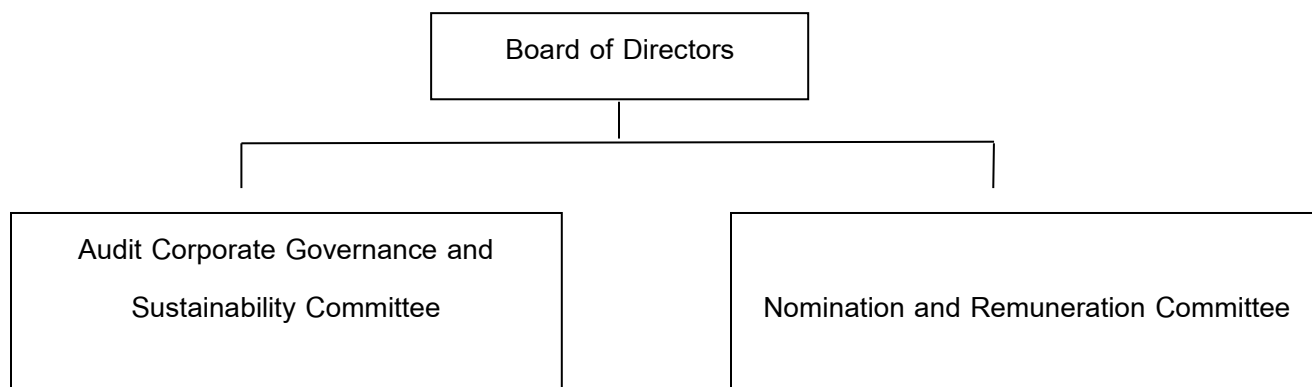 Board of Directors
Audit Corporate Governance and
Sustainability Committee
Nomination and Remuneration Committee